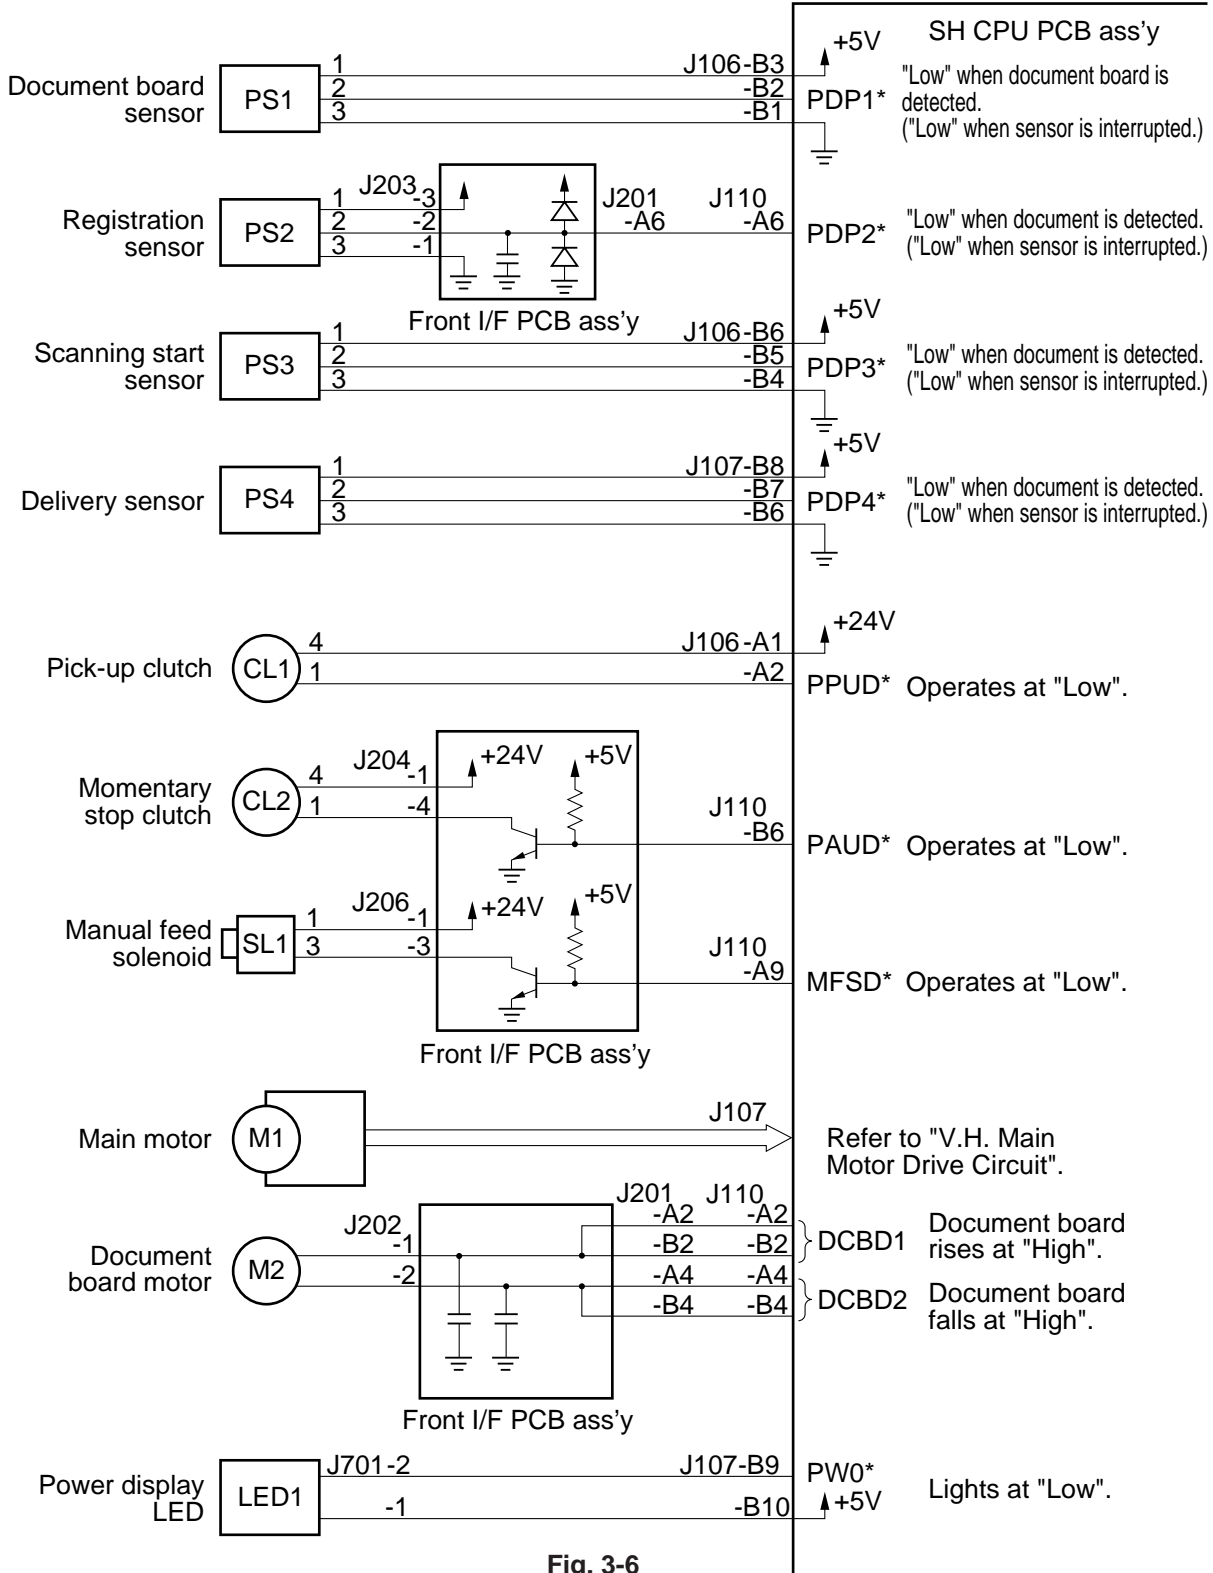 SH CPU PCB ass'y
Document board
sensor
PS1
1
2
3
J106-B3
-B2
-B1
+5V
PDP1*
"Low" when document board is
detected.
("Low" when sensor is interrupted.)
Registration
sensor
PS2
1
2
3
J203
-3
-2
-1
J201
-A6
J110
-A6
PDP2*
"Low" when document is detected.
("Low" when sensor is interrupted.)
Front I/F PCB ass'y
Scanning start
sensor
PS3
1
2
3
J106-B6
-B5
-B4
+5V
PDP3*
"Low" when document is detected.
("Low" when sensor is interrupted.)
Delivery sensor
PS4
1
2
3
J107-B8
-B7
-B6
+5V
PDP4*
"Low" when document is detected.
("Low" when sensor is interrupted.)
Pick-up clutch
CL1
4
1
J106-A1
-A2
+24V
PPUD* Operates at "Low".
Momentary
stop clutch
CL2
4
1
J204
-1
-4
+24V
+5V
J110
-B6
PAUD* Operates at "Low".
Manual feed
solenoid
SL1
1
3
J206
-1
-3
+24V
+5V
J110
-A9
MFSD* Operates at "Low".
Front I/F PCB ass'y
Main motor
M1
J107
Refer to "V.H. Main
Motor Drive Circuit".
Document
board motor
M2
J202
-1
-2
J201
-A2
-B2
-A4
-B4
J110
-A2
-B2
-A4
-B4
DCBD1
Document board
rises at "High".
DCBD2
Document board
falls at "High".
Front I/F PCB ass'y
Power display
LED
LED1
J701-2
-1
J107-B9
-B10
PW0*
+5V
Lights at "Low".
Fig. 3-6